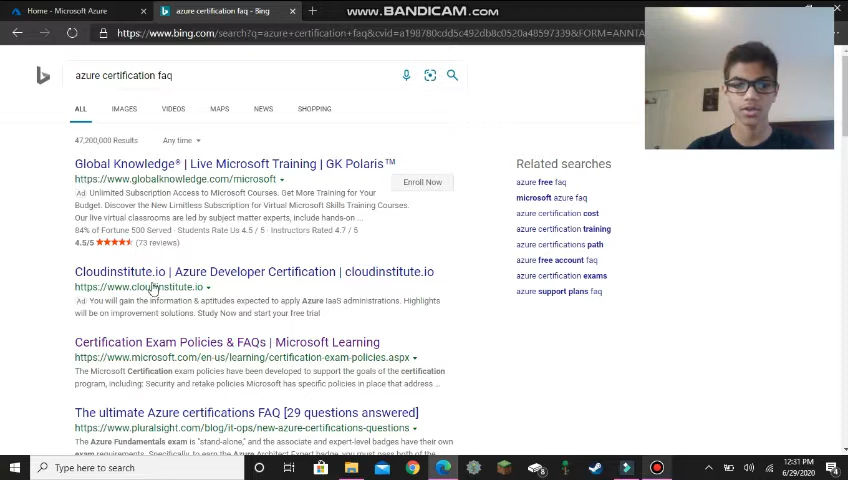 Home - Microsoft Azure
azure certification faq - Bing
www.BANDICAM.com
https://www.bing.com/search?q=azure+certification+faq&cvid=a198780cdd5c492db8c0520a48597339&FORM=ANNTA
azure certification faq
ALL IMAGES VIDEOS MAPS NEWS SHOPPING
47,200,000 Results Any time
Global Knowledge® | Live Microsoft Training | GK Polaris™
https://www.globalknowledge.com/microsoft
Enroll Now
Ad Unlimited Subscription Access to Microsoft Courses. Get More Training for Your
Budget. Discover the New Limitless Subscription for Virtual Microsoft Skills Training Courses.
Our live virtual classrooms are led by subject matter experts, include hands-on ...
84% of Fortune 500 Served · Students Rate Us 4.5 / 5 · Instructors Rated 4.7 / 5
4.5/5 (73 reviews)
Cloudinstitute.io | Azure Developer Certification | cloudinstitute.io
https://www.cloudinstitute.io
Ad You will gain the information & aptitudes expected to apply Azure IaaS administrations. Highlights
will be on improvement solutions. Study Now and start your free trial
Certification Exam Policies & FAQs | Microsoft Learning
https://www.microsoft.com/en-us/learning/certification-exam-policies.aspx
The Microsoft Certification exam policies have been developed to support the goals of the certification
program, including: Security and retake policies Microsoft has specific policies in place that address ...
The ultimate Azure certifications FAQ [29 questions answered]
https://www.pluralsight.com/blog/it-ops/new-azure-certifications-questions
The Azure Fundamentals exam is "stand-alone," and the associate and expert-level badges have their own
Related searches
azure free faq
microsoft azure faq
azure certification cost
azure certification training
azure certifications path
azure free account faq
azure certification exams
azure support plans faq
Type here to search
12:31 PM
6/29/2020